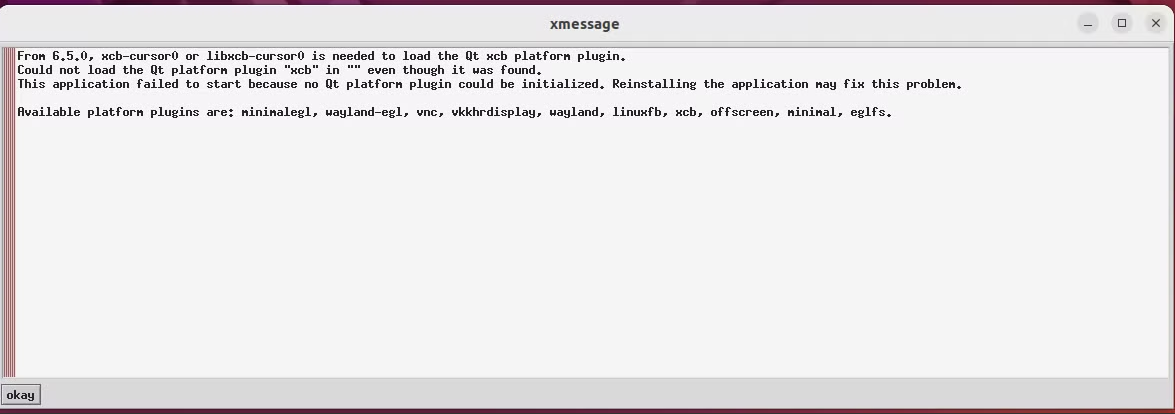 xmessage
From 6.5.0, xcb-cursor0 or libxcb-cursor0 is needed to load the Qt xcb platform plugin.
Could not load the Qt platform plugin "xcb" in "" even though it was found.
This application failed to start because no Qt platform plugin could be initialized. Reinstalling the application may fix this problem.
Available platform plugins are: minimalegl, wayland-egl, vnc, vkkhrdisplay, wayland, linuxfb, xcb, offscreen, minimal, eglfs.
okay